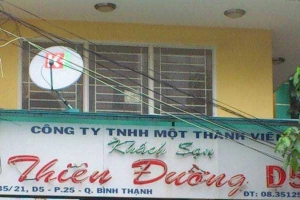 K
CÔNG TY TNHH MỘT THÀNH VIÊN
Khách Sạn
Thiên Đường D5
35/21, D5 - P.25 - Q. BÌNH THẠNH ĐT: 08.3512